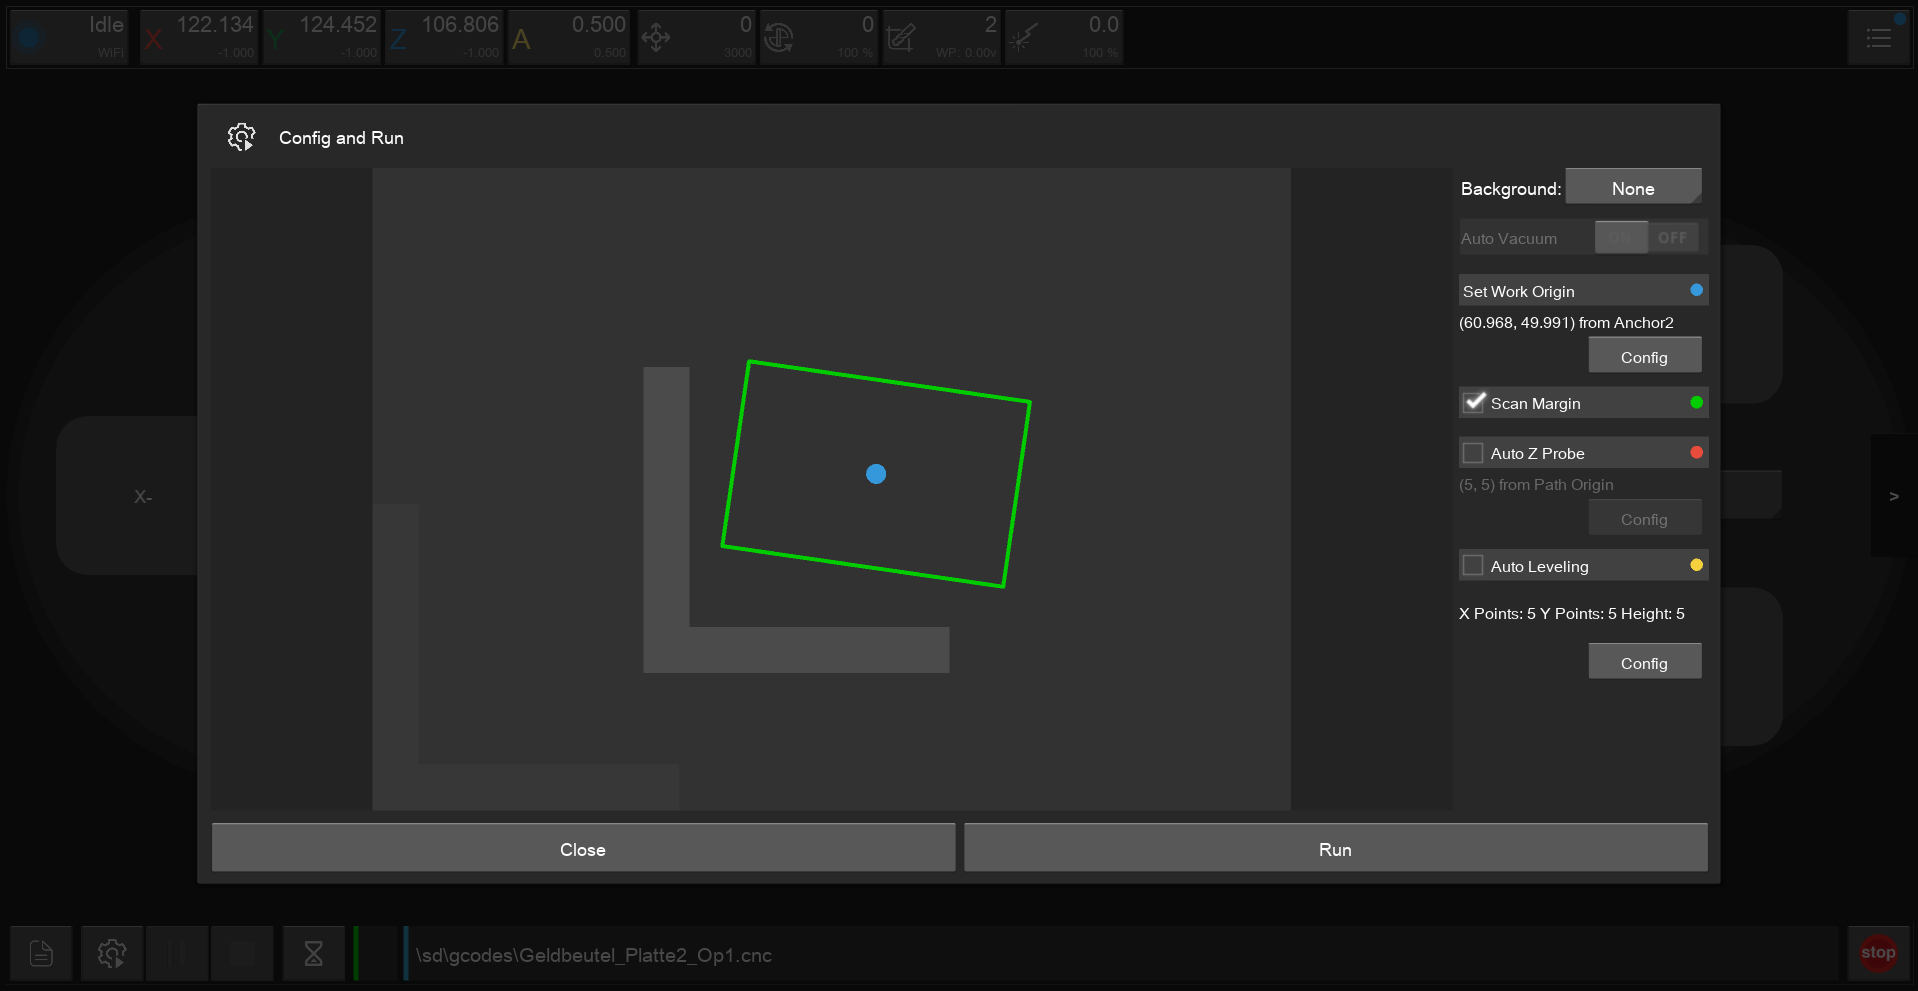 Idle
WiFi
X 122.134
-1.000
Y 124.452
-1.000
Z 106.806
-1.000
A 0.500
0.500
0
3000
0
100 %
2
WP: 0.00v
0.0
100 %
Config and Run
Background: None
Auto Vacuum ON OFF
Set Work Origin
(60.968, 49.991) from Anchor2
Config
Scan Margin
Auto Z Probe
(5, 5) from Path Origin
Config
Auto Leveling
X Points: 5 Y Points: 5 Height: 5
Config
X-
>
Close
Run
\sd\gcodes\Geldbeutel_Platte2_Op1.cnc
stop